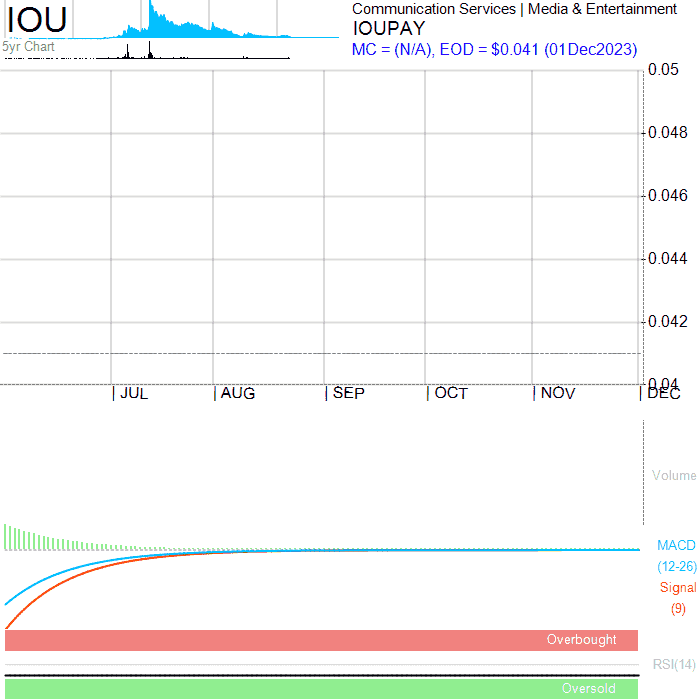 IOU
5yr Chart
Communication Services | Media & Entertainment
IOUPAY
MC = (N/A), EOD = $0.041 (01Dec2023)
0.05
0.048
0.046
0.044
0.042
0.04
JUL AUG SEP OCT NOV DEC
Volume
MACD
(12-26)
Signal
(9)
Overbought
RSI(14)
Oversold